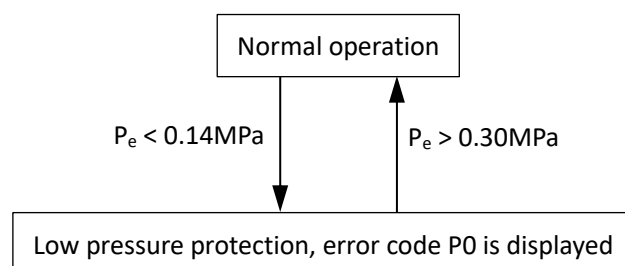 Normal operation
Pₑ < 0.14MPa
Pₑ > 0.30MPa
Low pressure protection, error code P0 is displayed